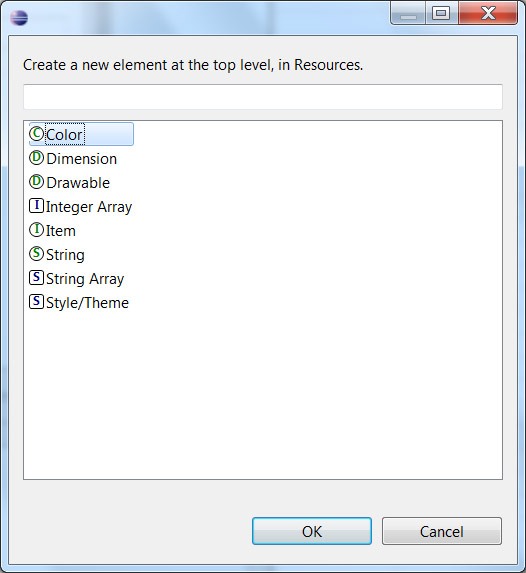 Create a new element at the top level, in Resources.
C Color
D Dimension
D Drawable
I Integer Array
I Item
S String
S String Array
S Style/Theme
OK Cancel